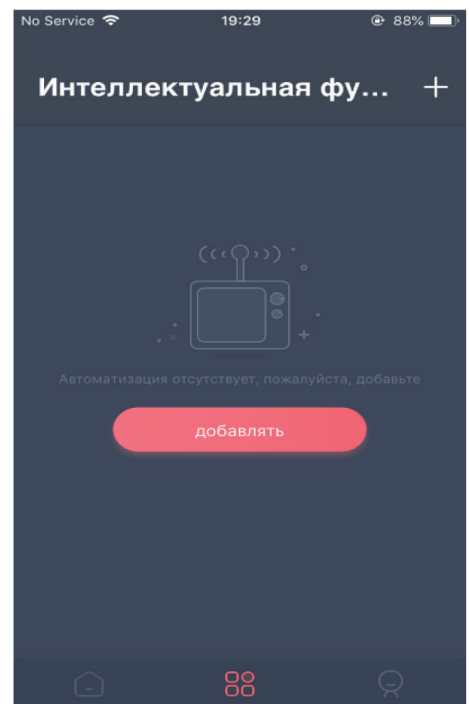 No Service 19:29 88%
Интеллектуальная фу... +
Автоматизация отсутствует, пожалуйста, добавьте
добавлять